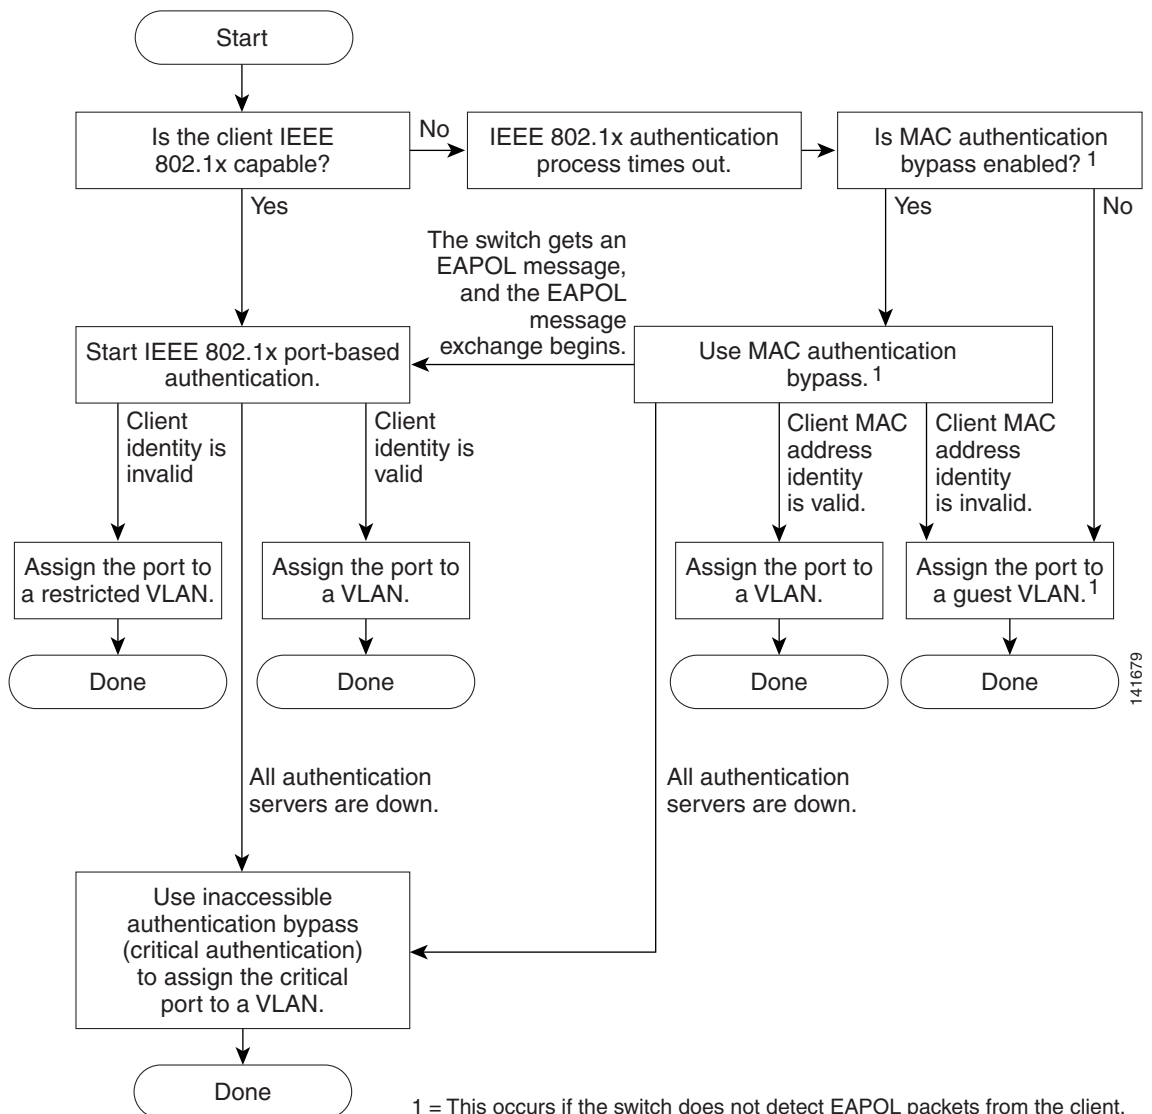 Start
Is the client IEEE
802.1x capable?
No
IEEE 802.1x authentication
process times out.
Is MAC authentication
bypass enabled? 1
Yes
Yes
No
The switch gets an
EAPOL message,
and the EAPOL
message
exchange begins.
Start IEEE 802.1x port-based
authentication.
Use MAC authentication
bypass. 1
Client
identity is
invalid
Client
identity is
valid
Client MAC
address
identity
is valid.
Client MAC
address
identity
is invalid.
Assign the port to
a restricted VLAN.
Assign the port to
a VLAN.
Assign the port to
a VLAN.
Assign the port to
a guest VLAN. 1
Done
Done
Done
Done
141679
All authentication
servers are down.
All authentication
servers are down.
Use inaccessible
authentication bypass
(critical authentication)
to assign the critical
port to a VLAN.
Done
1 = This occurs if the switch does not detect EAPOL packets from the client.